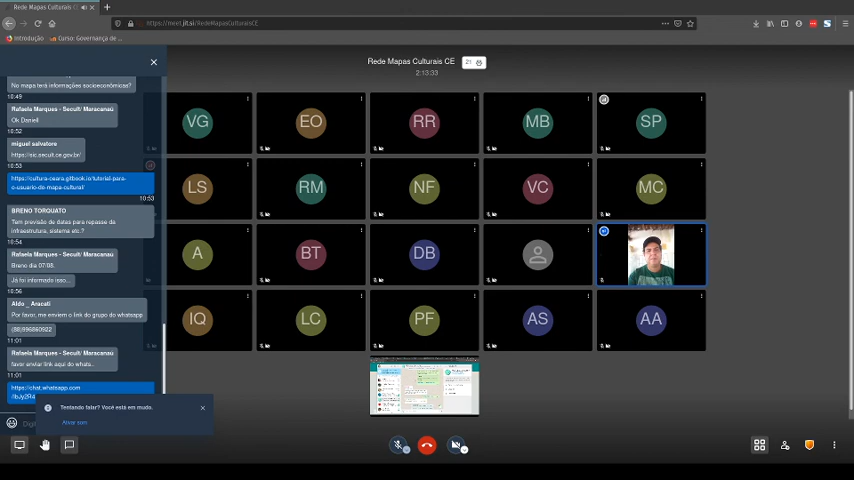 Rede Mapas Culturais C
https://meet.jit.si/RedeMapasCulturaisCE
Introdução
Curso: Governança de ...
Rede Mapas Culturais CE
21
2:13:33
No mapa terá informações socioeconômicas?
10:49
Rafaela Marques - Secult/ Maracanaú
Ok Daniel!
10:52
miguel salvatore
https://sic.secult.ce.gov.br/
10:53
https://cultura-ceara.gitbook.io/tutorial-para-
o-usuario-do-mapa-cultural/
10:53
BRENO TORQUATO
Tem previsão de datas para repasse da
infraestrutura, sistema etc.?
10:54
Rafaela Marques - Secult/ Maracanaú
Breno dia 07/08.
Já foi informado isso...
10:56
Aldo _ Aracati
Por favor, me enviem o link do grupo do whatsapp
11:01
Rafaela Marques - Secult/ Maracanaú
favor enviar link aqui do whats..
11:01
https://chat.whatsapp.com
Tentando falar? Você está em mudo.
Ativar som
VG
EO
RR
MB
SP
LS
RM
NF
VC
MC
A
BT
DB
IQ
LC
PF
AS
AA